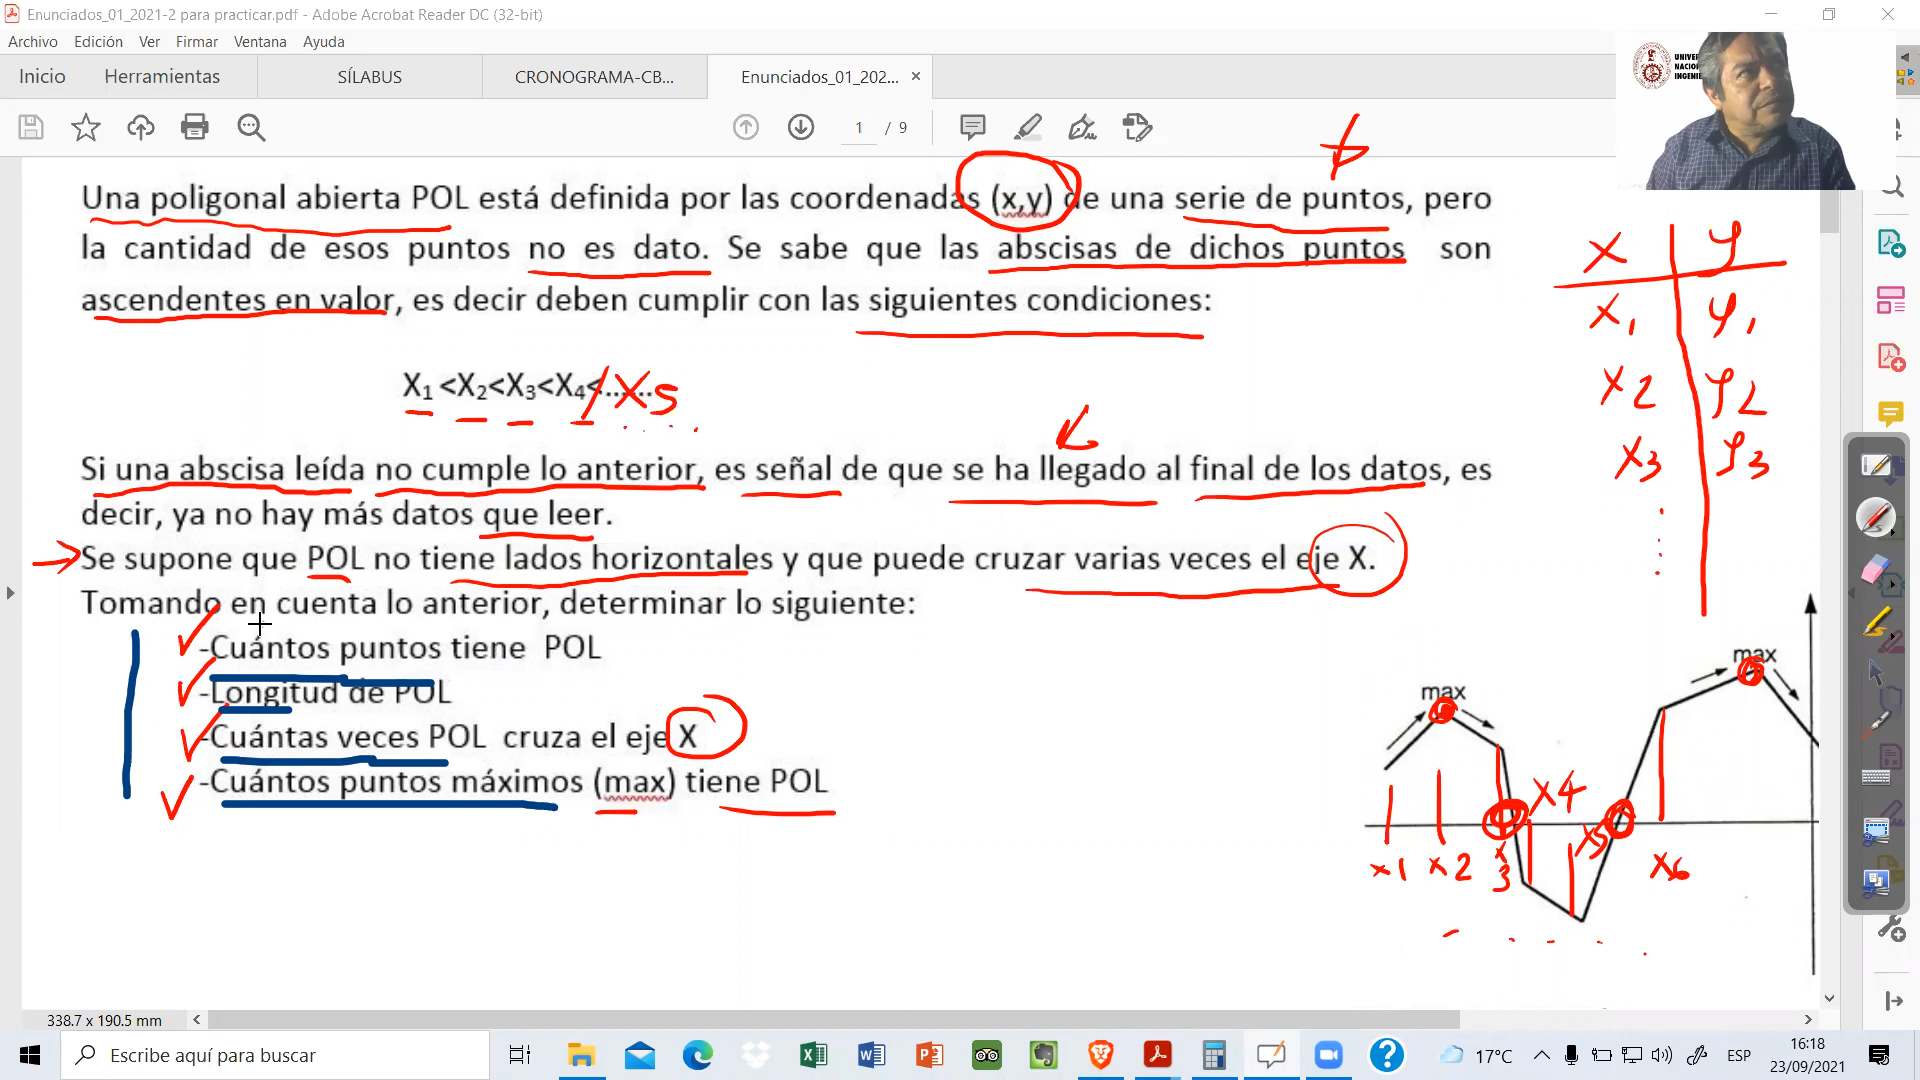 Enunciados_01_2021-2 para practicar.pdf - Adobe Acrobat Reader DC (32-bit)
Archivo Edición Ver Firmar Ventana Ayuda
Inicio Herramientas SÍLABUS CRONOGRAMA-CB... Enunciados_01_202... ×
1 / 9
Una poligonal abierta POL está definida por las coordenadas (x,y) de una serie de puntos, pero
la cantidad de esos puntos no es dato. Se sabe que las abscisas de dichos puntos son
ascendentes en valor, es decir deben cumplir con las siguientes condiciones:
X1 <X2<X3<X4<...... X5
Si una abscisa leída no cumple lo anterior, es señal de que se ha llegado al final de los datos, es
decir, ya no hay más datos que leer.
Se supone que POL no tiene lados horizontales y que puede cruzar varias veces el eje X.
Tomando en cuenta lo anterior, determinar lo siguiente:
-Cuántos puntos tiene POL
-Longitud de POL
-Cuántas veces POL cruza el eje X
-Cuántos puntos máximos (max) tiene POL
X Y
X1 Y1
X2 Y2
X3 Y3
max
max
X4
x1 x2 x3 x5 x6
338.7 x 190.5 mm
Escribe aquí para buscar
17°C ESP 16:18
23/09/2021